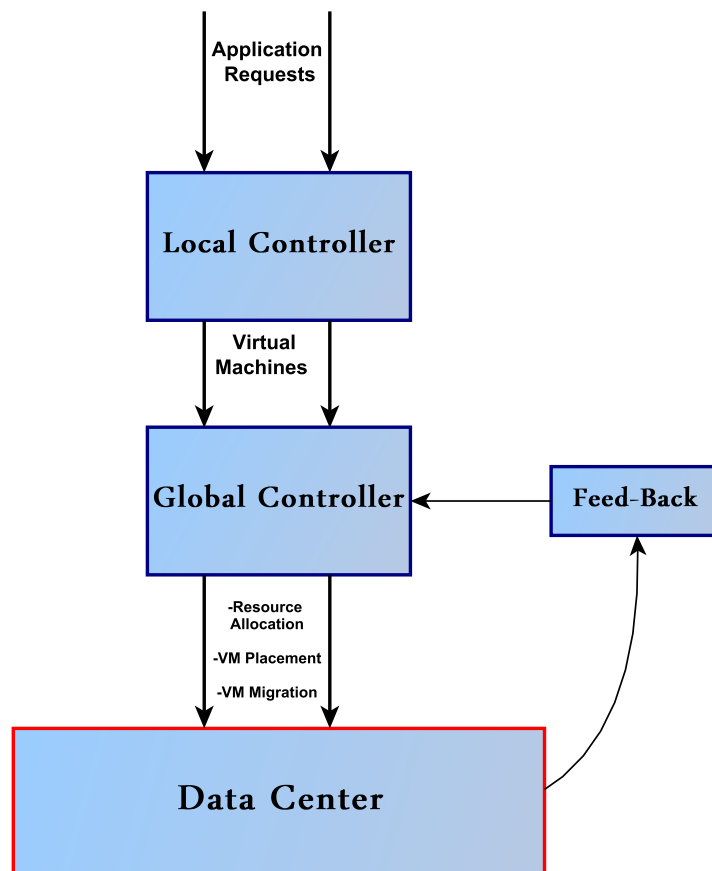 Application
Requests
Local Controller
Virtual
Machines
Global Controller
Feed-Back
-Resource
Allocation
-VM Placement
-VM Migration
Data Center